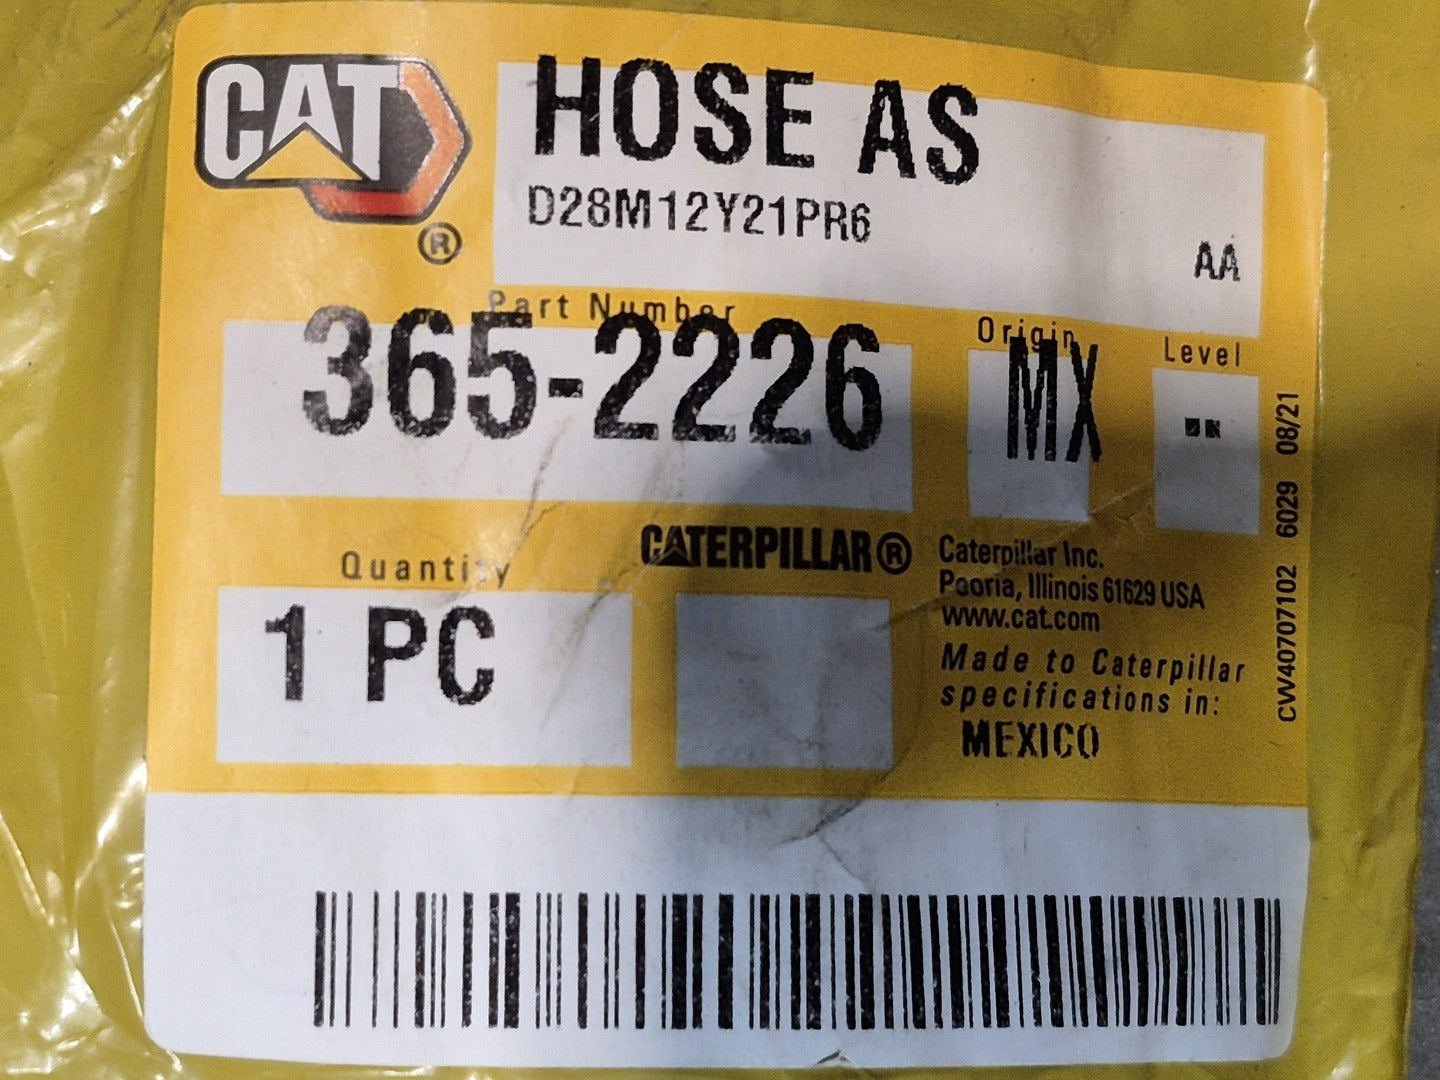 CAT
®
HOSE AS
D28M12Y21PR6
AA
Part Number
365-2226
Origin
MX
Level
--
CW40707102 6029 08/21
CATERPILLAR®
Quantity
1 PC
Caterpillar Inc.
Peoria, Illinois 61629 USA
www.cat.com
Made to Caterpillar
specifications in:
MEXICO